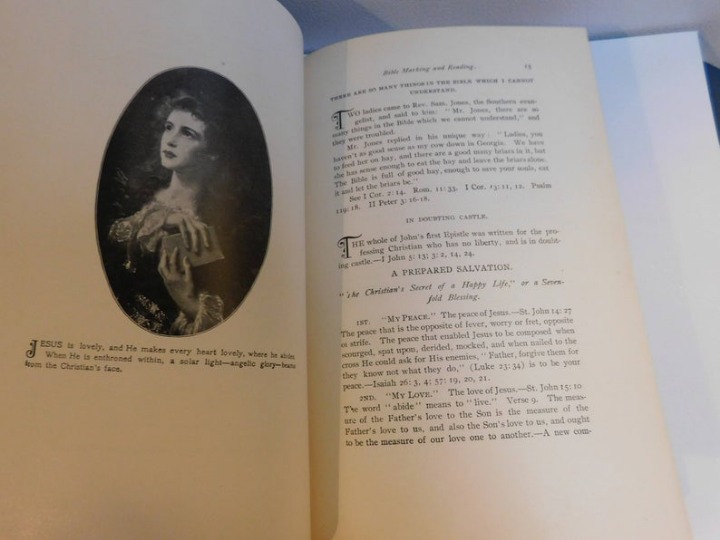 JESUS is lovely, and He makes every heart lovely, where he abides.
When He is enthroned within, a solar light—angelic glory—beams
from the Christian's face.
Bible Marking and Reading. 15
THERE ARE SO MANY THINGS IN THE BIBLE WHICH I CANNOT
UNDERSTAND.
TWO ladies came to Rev. Sam. Jones, the Southern evan-
gelist, and said to him: "Mr. Jones, there are so
many things in the Bible which we cannot understand," and
they were troubled.
Mr. Jones replied in his unique way: "Ladies, you
haven't as good sense as my cow down in Georgia. We have
to feed her on hay, and there are a good many briars in it, but
she has sense enough to eat the hay and leave the briars alone.
The Bible is full of good hay, enough to save your souls, eat
it and let the briars be."
See I Cor. 2: 14. Rom. 11: 33. I Cor. 13: 11, 12. Psalm
119: 18. II Peter 3: 16-18.
IN DOUBTING CASTLE.
THE whole of John's first Epistle was written for the pro-
fessing Christian who has no liberty, and is in doubt-
ing castle.—I John 5: 13; 3: 2, 14, 24.
A PREPARED SALVATION.
"The Christian's Secret of a Happy Life," or a Seven-
fold Blessing.
1ST. "MY PEACE." The peace of Jesus.—St. John 14: 27
The peace that is the opposite of fever, worry or fret, opposite
or strife. The peace that enabled Jesus to be composed when
scourged, spat upon, derided, mocked, and when nailed to the
cross He could ask for His enemies, "Father, forgive them for
they know not what they do," (Luke 23: 34) is to be your
peace.—Isaiah 26: 3, 4; 57: 19, 20, 21.
2ND. "MY LOVE." The love of Jesus.—St. John 15: 10
The word "abide" means to "live." Verse 9. The meas-
ure of the Father's love to the Son is the measure of the
Father's love to us, and also the Son's love to us, and ought
to be the measure of our love one to another.—A new com-